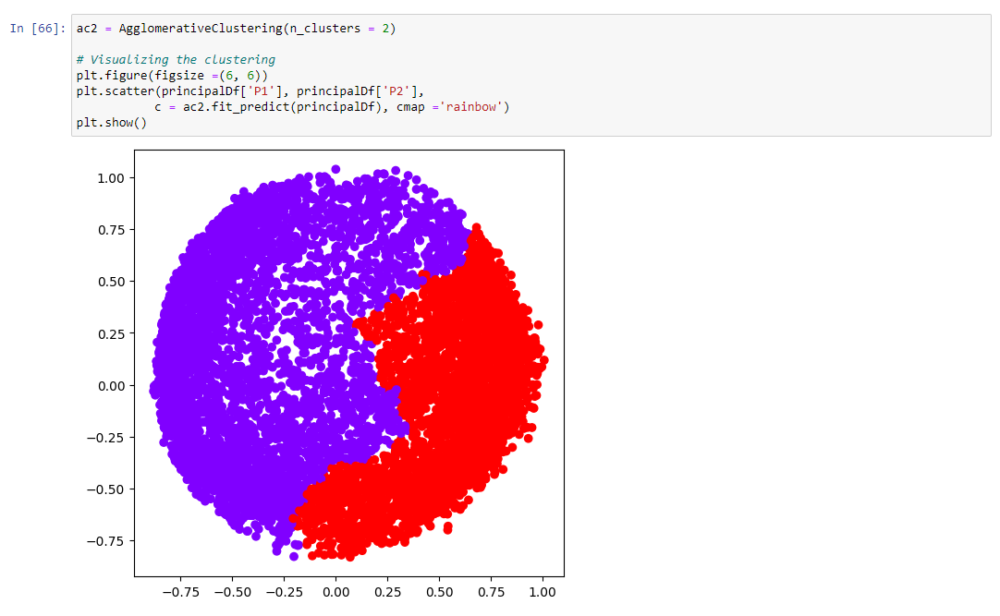 In [66]: ac2 = AgglomerativeClustering(n_clusters = 2)
# Visualizing the clustering
plt.figure(figsize =(6, 6))
plt.scatter(principalDf['P1'], principalDf['P2'],
c = ac2.fit_predict(principalDf), cmap ='rainbow')
plt.show()
1.00
0.75
0.50
0.25
0.00
−0.25
−0.50
−0.75
−0.75 −0.50 −0.25 0.00 0.25 0.50 0.75 1.00